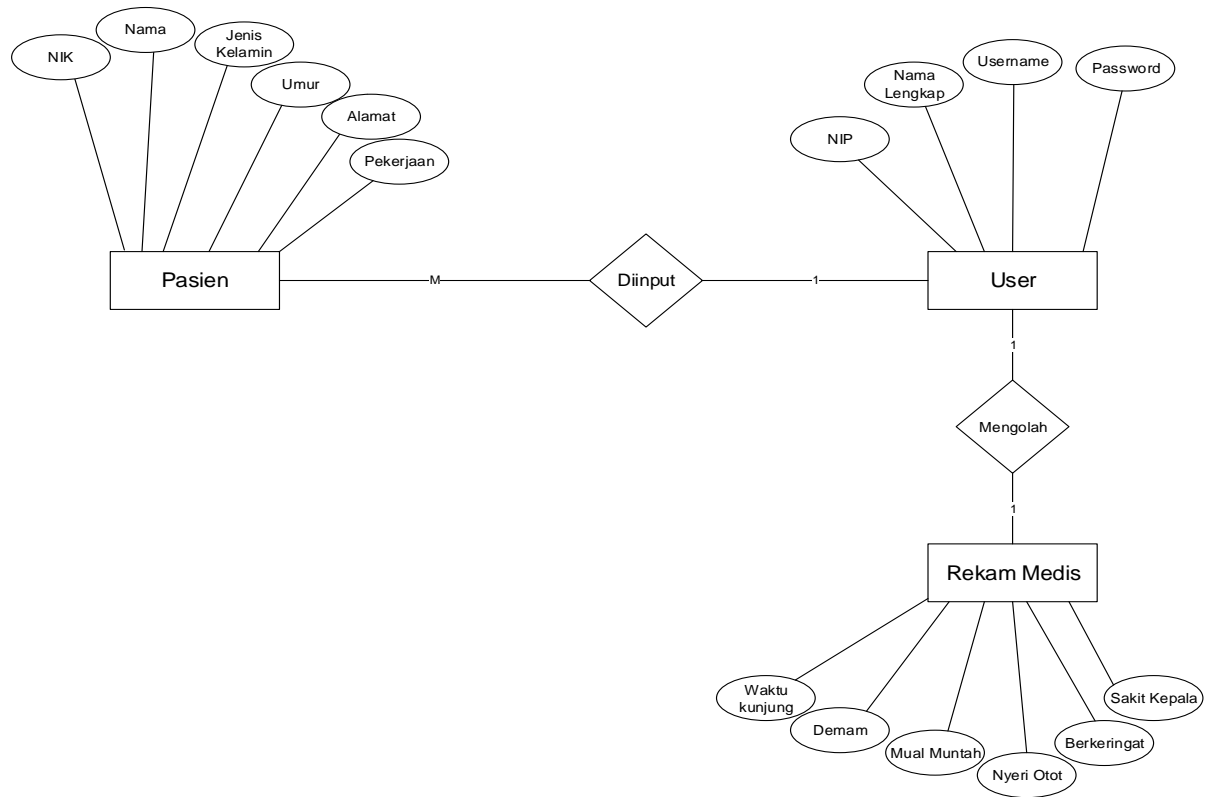 NIK
Nama
Jenis
Kelamin
Umur
Alamat
Pekerjaan
NIP
Nama
Lengkap
Username
Password
Pasien
M
Diinput
1
User
1
Mengolah
1
Rekam Medis
Waktu
kunjung
Demam
Mual Muntah
Nyeri Otot
Berkeringat
Sakit Kepala